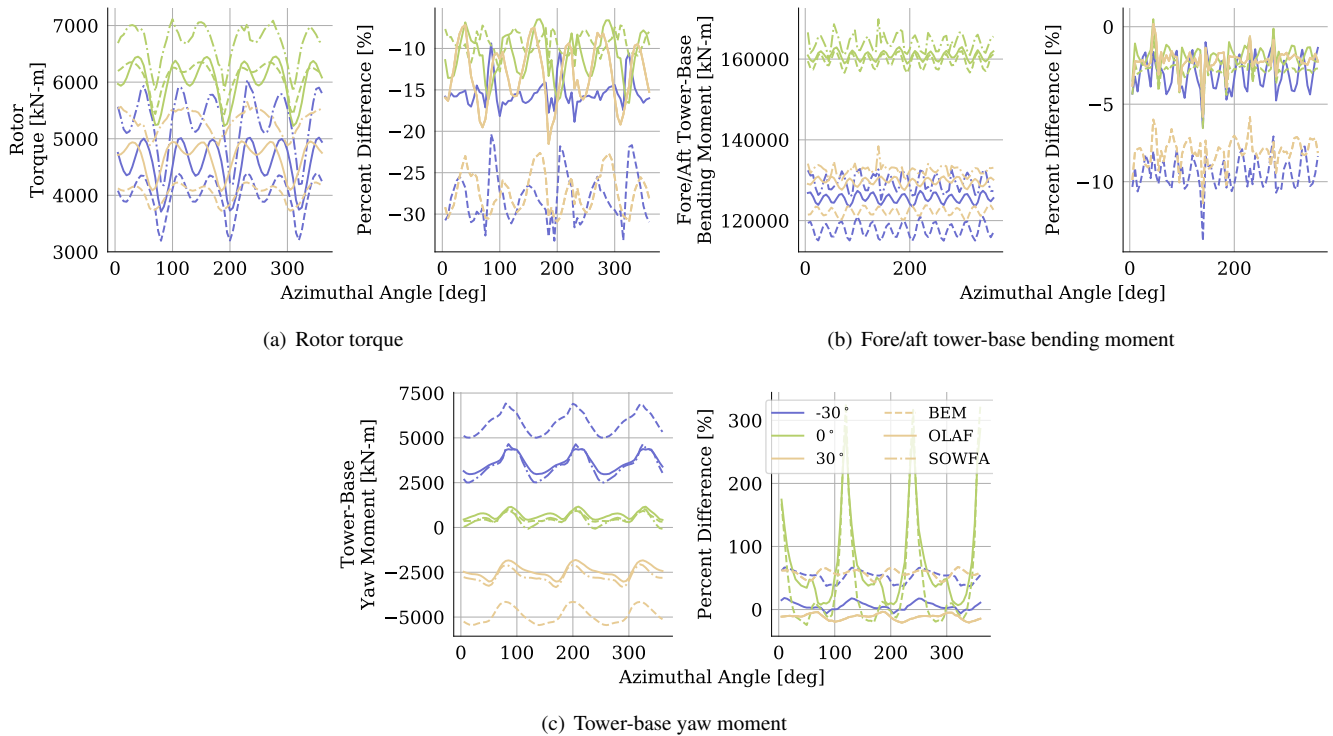 7000
6000
5000
4000
3000
Rotor
Torque [kN-m]
0 100 200 300
−10
−15
−20
−25
−30
Percent Difference [%]
0 100 200 300
Azimuthal Angle [deg]
(a) Rotor torque
160000
140000
120000
Fore/Aft Tower-Base
Bending Moment [kN-m]
0 200
0
−5
−10
Percent Difference [%]
0 200
Azimuthal Angle [deg]
(b) Fore/aft tower-base bending moment
7500
5000
2500
0
−2500
−5000
Tower-Base
Yaw Moment [kN-m]
0 100 200 300
300
200
100
0
Percent Difference [%]
-30° BEM
0° OLAF
30° SOWFA
0 100 200 300
Azimuthal Angle [deg]
(c) Tower-base yaw moment